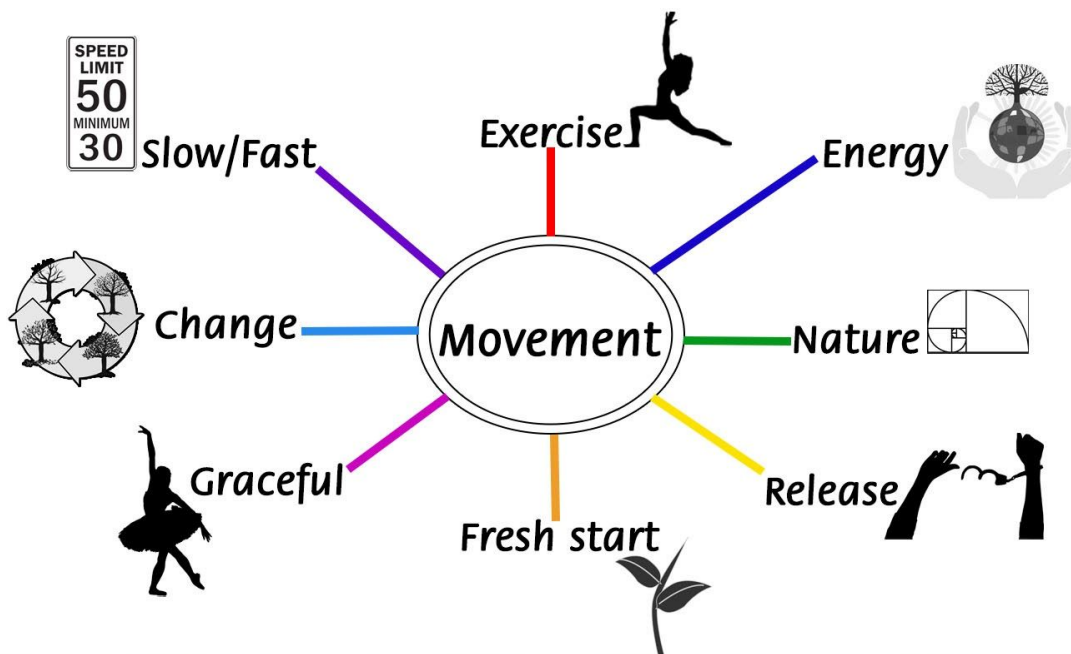 SPEED
LIMIT
50
MINIMUM
30
Slow/Fast
Exercise
Energy
Change
Movement
Nature
Graceful
Release
Fresh start